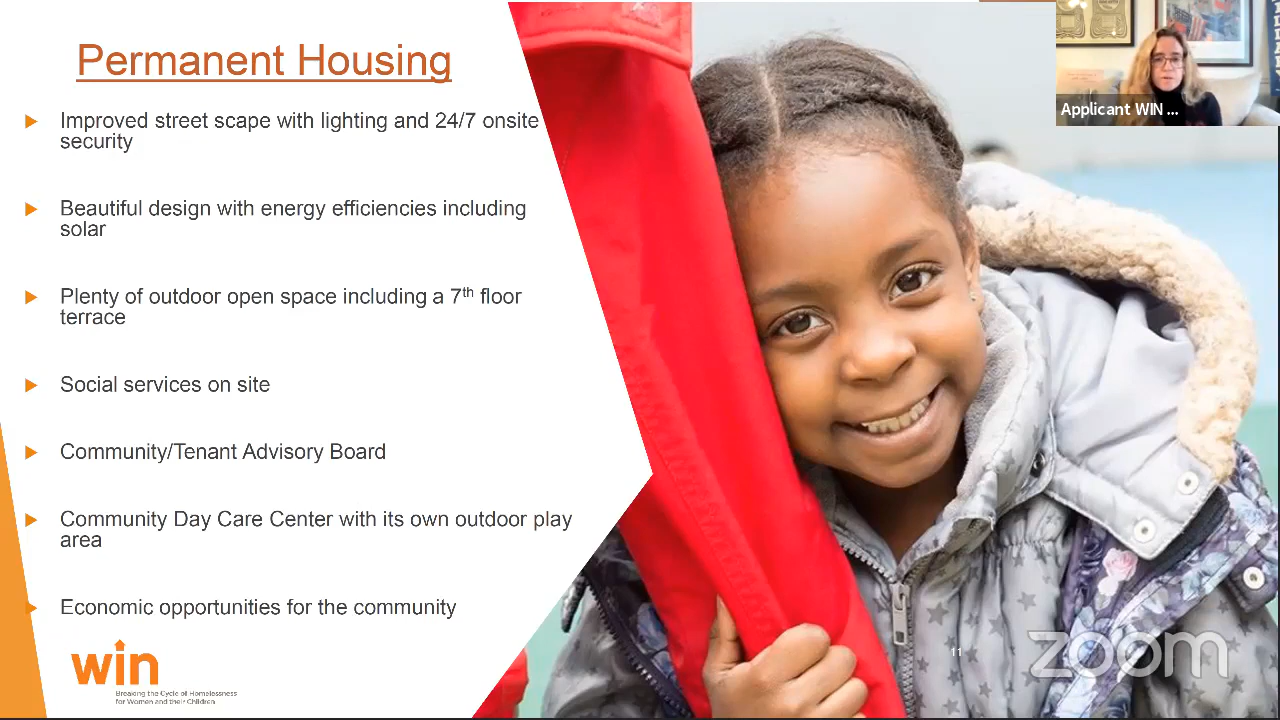 Permanent Housing
Improved street scape with lighting and 24/7 onsite
security
Beautiful design with energy efficiencies including
solar
Plenty of outdoor open space including a 7th floor
terrace
Social services on site
Community/Tenant Advisory Board
Community Day Care Center with its own outdoor play
area
Economic opportunities for the community
win
Breaking the Cycle of Homelessness
for Women and their Children
Applicant WIN ...
11
zoom